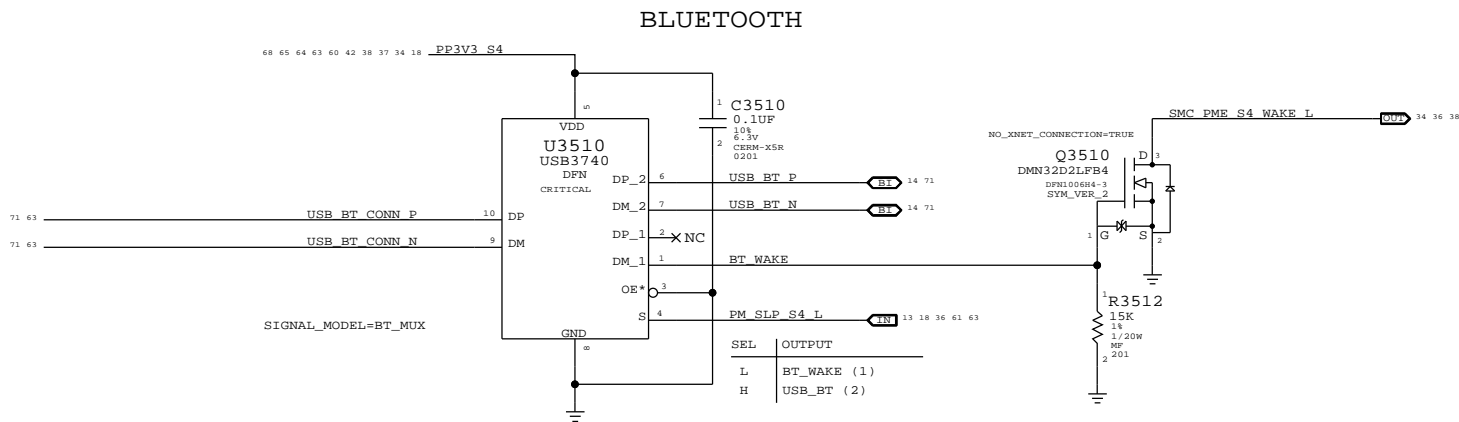 BLUETOOTH
68 65 64 63 60 42 38 37 34 18 PP3V3_S4
5
VDD
U3510
USB3740
DFN
CRITICAL
1 C3510
0.1UF
10%
6.3V
2 CERM-X5R
0201
SMC_PME_S4_WAKE_L
OUT 34 36 38
NO_XNET_CONNECTION=TRUE
Q3510 D 3
DMN32D2LFB4
DFN1006H4-3
SYM_VER_2
1 G S 2
DP_2 6 USB_BT_P BI 14 71
DM_2 7 USB_BT_N BI 14 71
71 63 USB_BT_CONN_P 10 DP
DP_1 2 NC
71 63 USB_BT_CONN_N 9 DM
DM_1 1 BT_WAKE
OE* 3
S 4 PM_SLP_S4_L IN 13 18 36 61 63
SIGNAL_MODEL=BT_MUX
GND
8
1 R3512
15K
1%
1/20W
MF
2 201
SEL OUTPUT
L BT_WAKE (1)
H USB_BT (2)